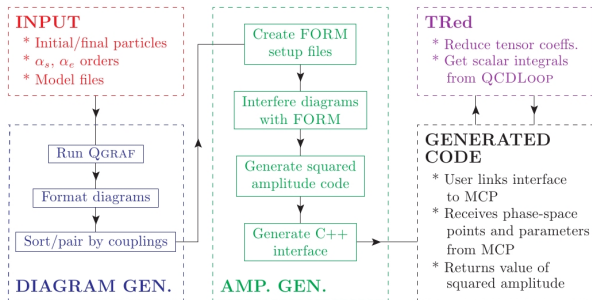 INPUT
* Initial/final particles
* αs, αe orders
* Model files
Run QGRAF
Format diagrams
Sort/pair by couplings
DIAGRAM GEN.
Create FORM
setup files
Interfere diagrams
with FORM
Generate squared
amplitude code
Generate C++
interface
AMP. GEN.
TRed
* Reduce tensor coeffs.
* Get scalar integrals
from QCDLOOP
GENERATED
CODE
* User links interface
to MCP
* Receives phase-space
points and parameters
from MCP
* Returns value of
squared amplitude